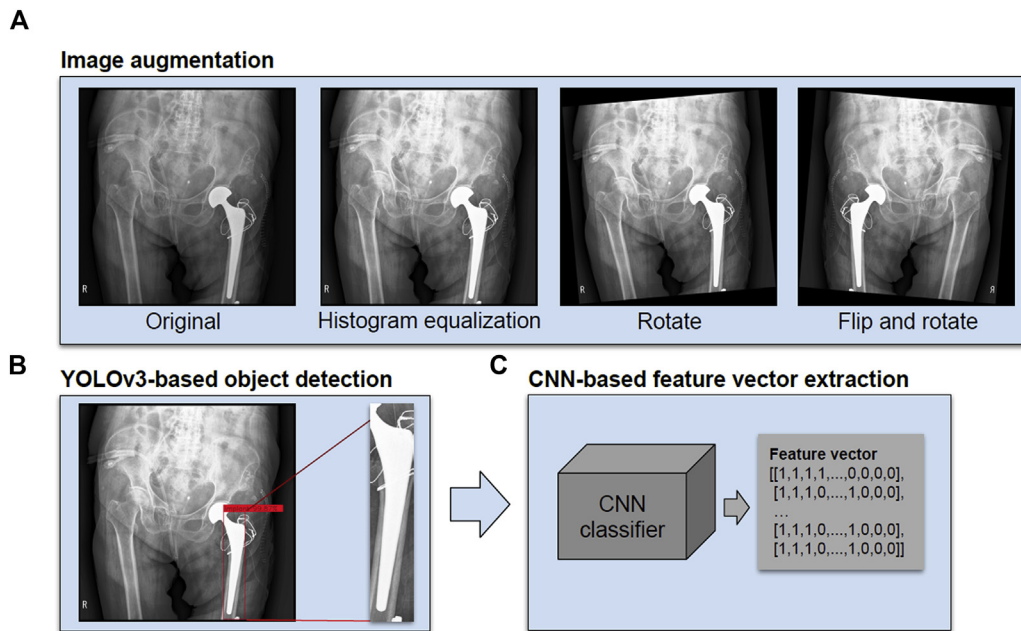 A
Image augmentation
R
R
R
R
Original
Histogram equalization
Rotate
Flip and rotate
B
YOLOv3-based object detection
R
C
CNN-based feature vector extraction
CNN
classifier
Feature vector
[[1,1,1,1,...,0,0,0,0],
[1,1,1,0,...,1,0,0,0],
...
[1,1,1,0,...,1,0,0,0],
[1,1,1,0,...,1,0,0,0]]